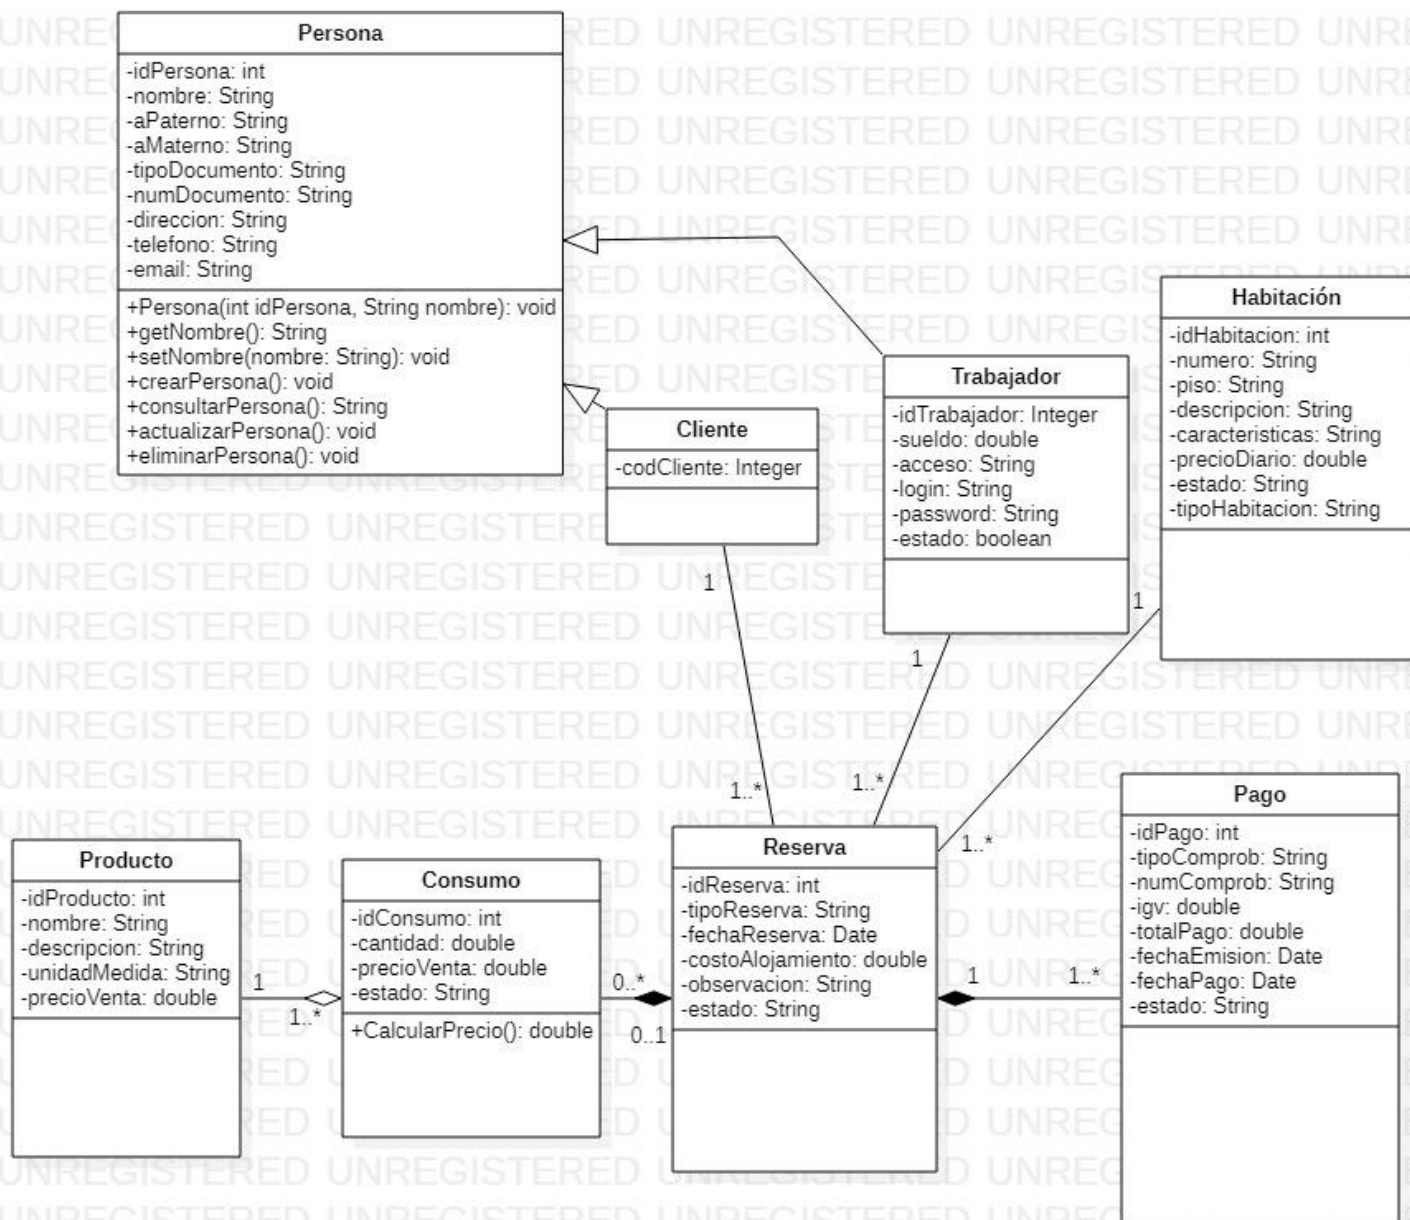 Persona
-idPersona: int
-nombre: String
-aPaterno: String
-aMaterno: String
-tipoDocumento: String
-numDocumento: String
-direccion: String
-telefono: String
-email: String
+Persona(int idPersona, String nombre): void
+getNombre(): String
+setNombre(nombre: String): void
+crearPersona(): void
+consultarPersona(): String
+actualizarPersona(): void
+eliminarPersona(): void
Cliente
-codCliente: Integer
Trabajador
-idTrabajador: Integer
-sueldo: double
-acceso: String
-login: String
-password: String
-estado: boolean
Habitación
-idHabitacion: int
-numero: String
-piso: String
-descripcion: String
-caracteristicas: String
-precioDiario: double
-estado: String
-tipoHabitacion: String
1
1
1
1..*
1..*
1..*
Producto
-idProducto: int
-nombre: String
-descripcion: String
-unidadMedida: String
-precioVenta: double
1
1..*
Consumo
-idConsumo: int
-cantidad: double
-precioVenta: double
-estado: String
+CalcularPrecio(): double
0..*
0..1
Reserva
-idReserva: int
-tipoReserva: String
-fechaReserva: Date
-costoAlojamiento: double
-observacion: String
-estado: String
1
1..*
Pago
-idPago: int
-tipoComprob: String
-numComprob: String
-igv: double
-totalPago: double
-fechaEmision: Date
-fechaPago: Date
-estado: String
UNREGISTERED